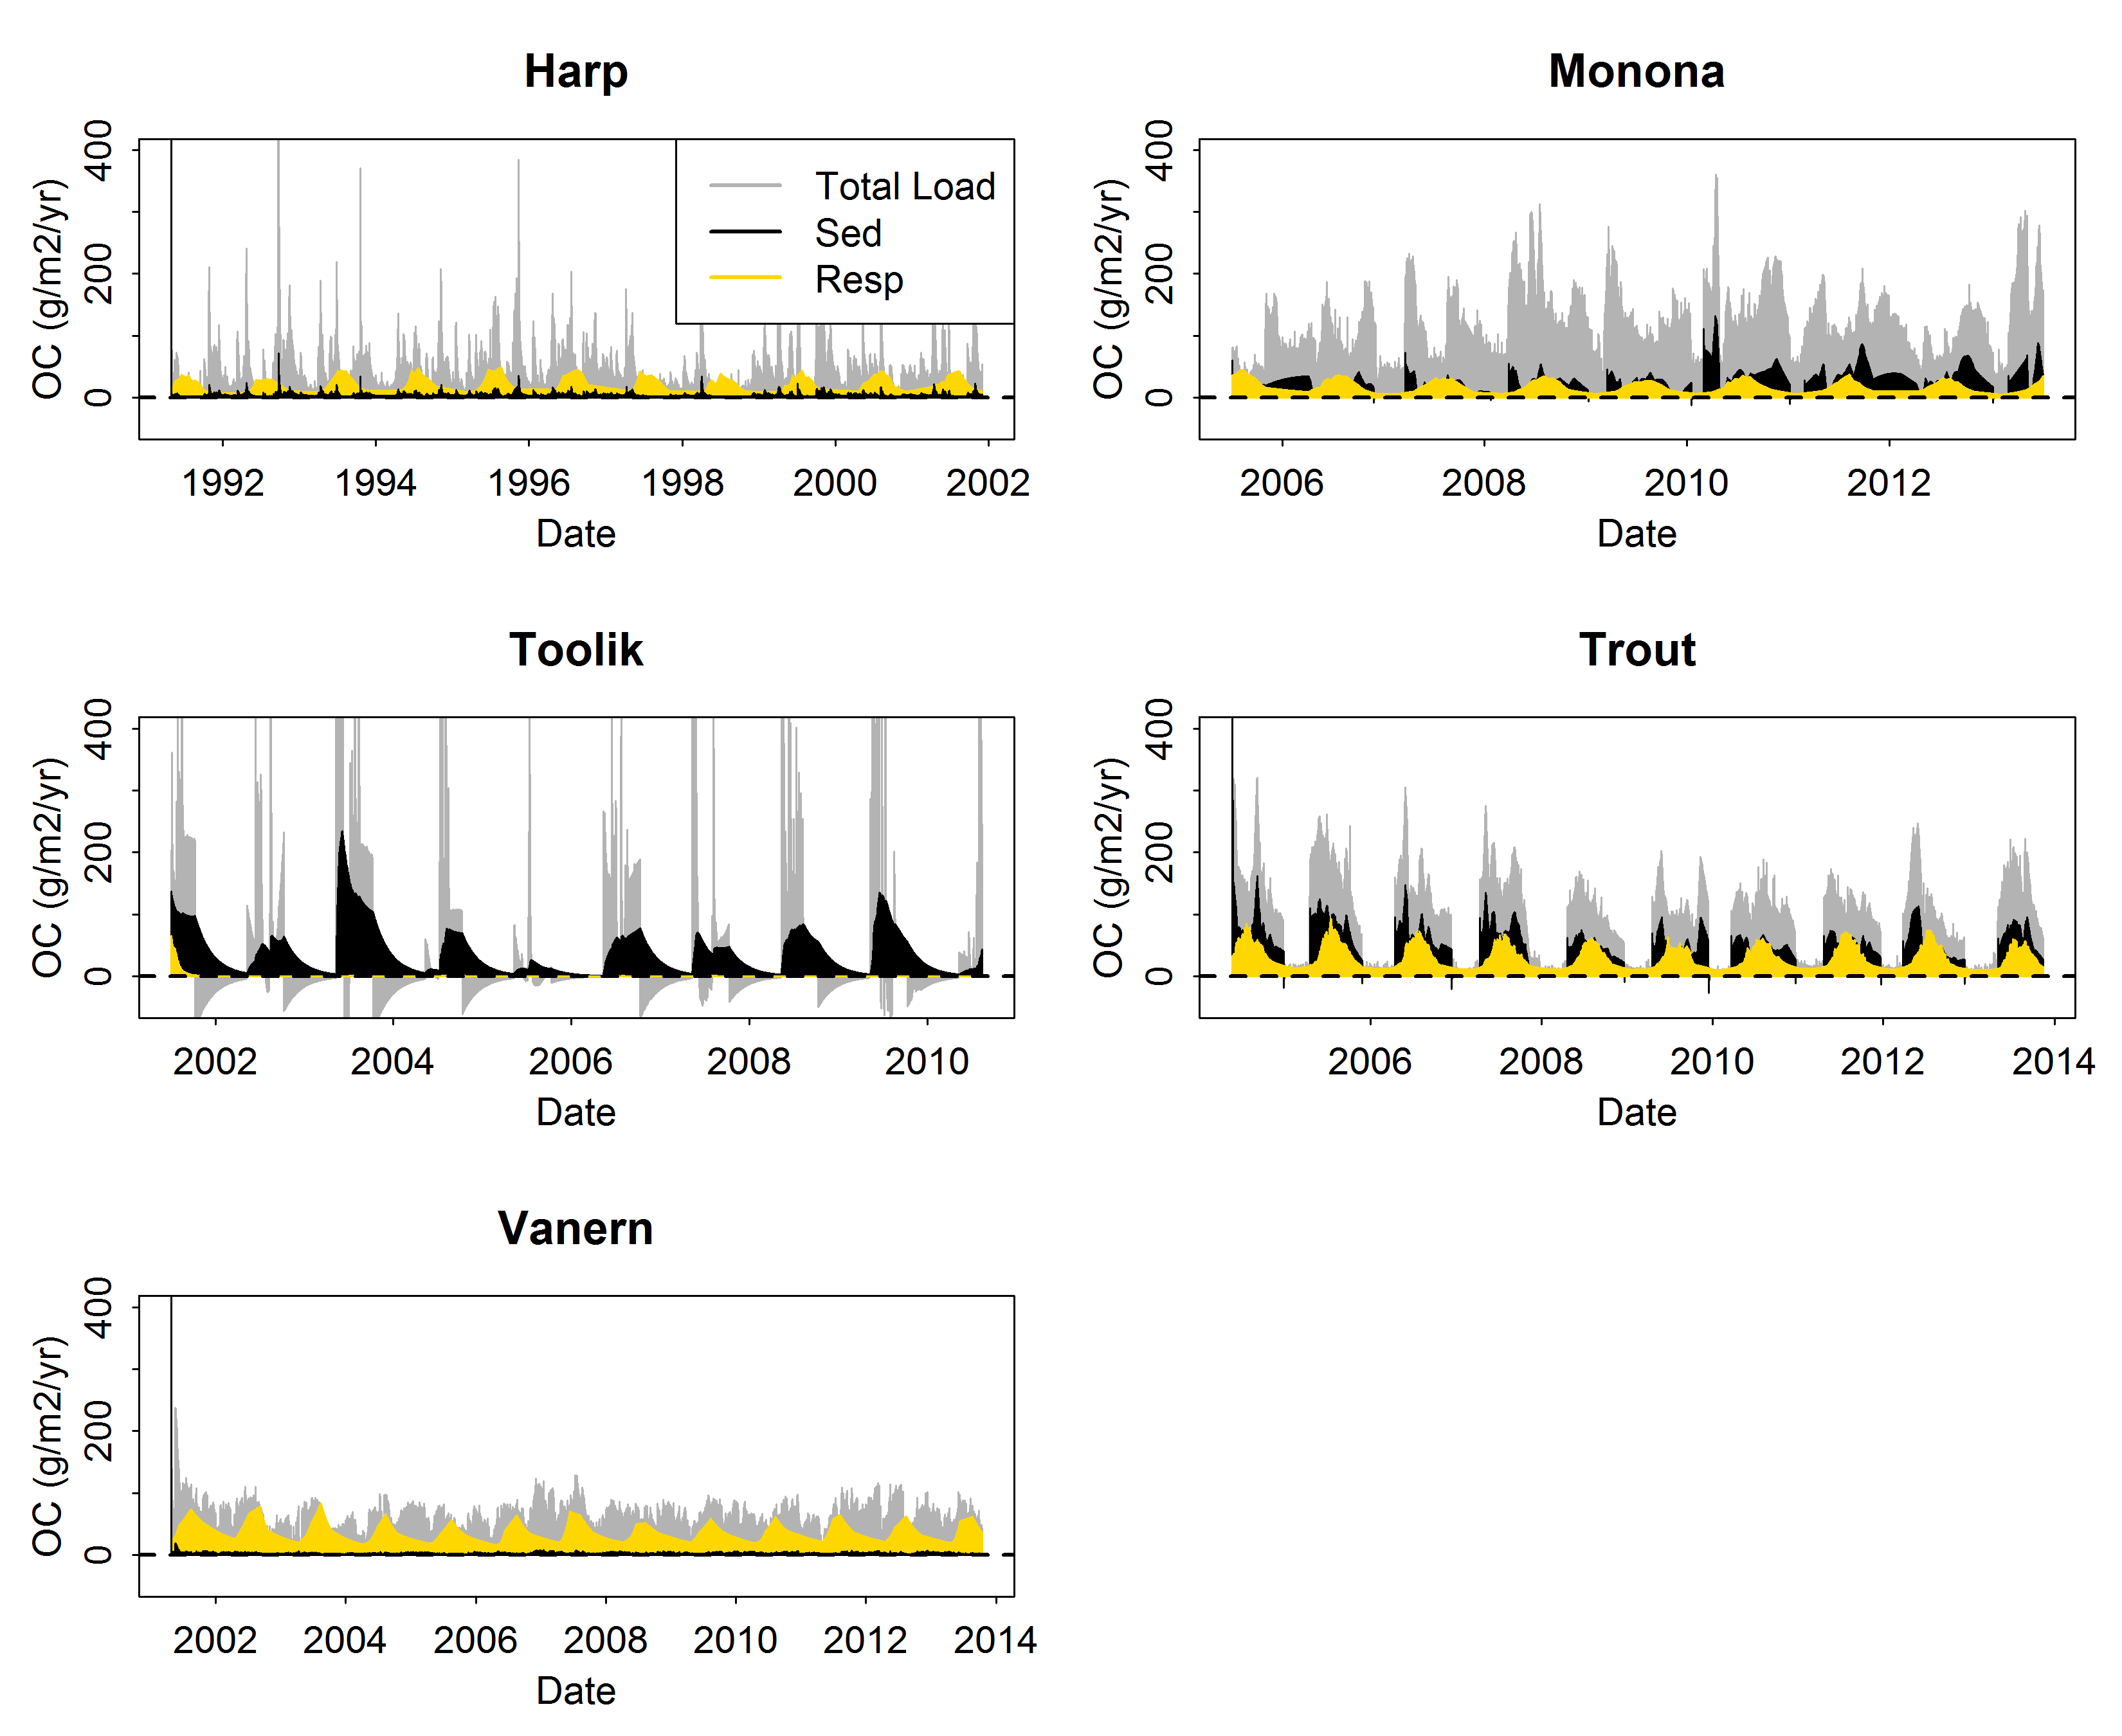 Harp
OC (g/m2/yr)
400
200
0
Total Load
Sed
Resp
1992 1994 1996 1998 2000 2002
Date
Monona
OC (g/m2/yr)
400
200
0
2006 2008 2010 2012
Date
Toolik
OC (g/m2/yr)
400
200
0
2002 2004 2006 2008 2010
Date
Trout
OC (g/m2/yr)
400
200
0
2006 2008 2010 2012 2014
Date
Vanern
OC (g/m2/yr)
400
200
0
2002 2004 2006 2008 2010 2012 2014
Date